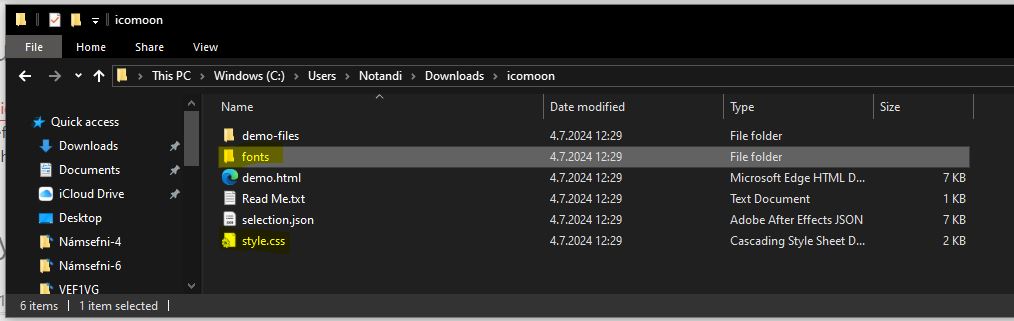 icomoon
File Home Share View
This PC Windows (C:) Users Notandi Downloads icomoon
Name Date modified Type Size
Quick access
Downloads
Documents
iCloud Drive
Desktop
Námsefni-4
Námsefni-6
VEF1VG
demo-files 4.7.2024 12:29 File folder
fonts 4.7.2024 12:29 File folder
demo.html 4.7.2024 12:29 Microsoft Edge HTML D... 7 KB
Read Me.txt 4.7.2024 12:29 Text Document 1 KB
selection.json 4.7.2024 12:29 Adobe After Effects JSON 7 KB
style.css 4.7.2024 12:29 Cascading Style Sheet D... 2 KB
6 items 1 item selected